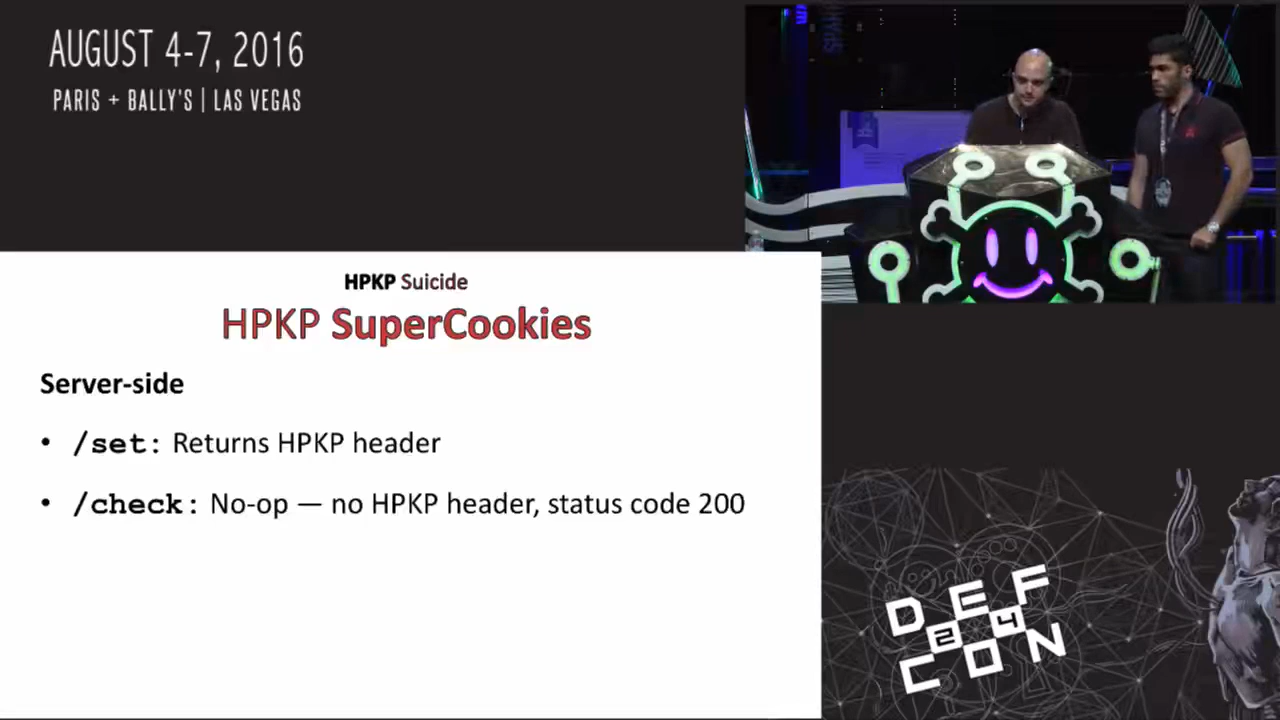 AUGUST 4-7, 2016
PARIS + BALLY'S | LAS VEGAS
HPKP Suicide
HPKP SuperCookies
Server-side
• /set: Returns HPKP header
• /check: No-op — no HPKP header, status code 200
DEF
24
CON